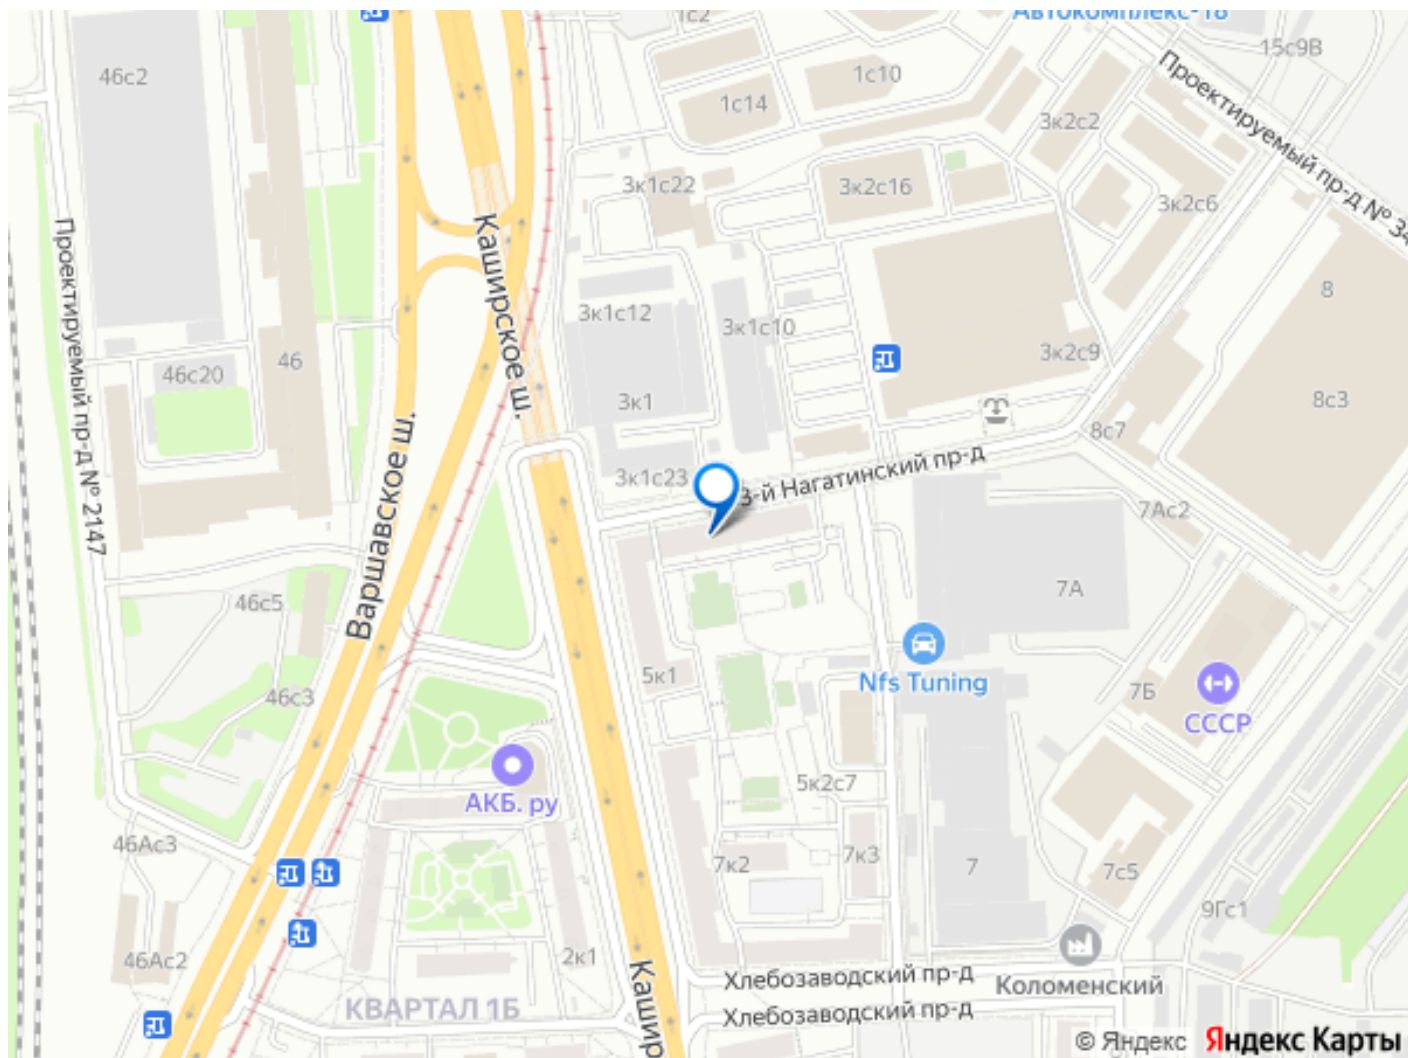 1с2
Автокомплекс-18
15с9В
46с2
1с10
1с14
Проектируемый пр-д № 34
3к2с2
3к1с22
3к2с16
3к2с6
Каширское ш.
Проектируемый пр-д № 2147
8
3к1с12
3к1с10
46
3к2с9
46с20
3к1
8с3
Варшавское ш.
8с7
3-й Нагатинский пр-д
3к1с23
7Ас2
7А
46с5
5к1
Nfs Tuning
7Б
46с3
СССР
5к2с7
АКБ. ру
46Ас3
7к2
7к3
7
7с5
9Гс1
2к1
46Ас2
Кашир
Хлебозаводский пр-д
Коломенский
КВАРТАЛ 1Б
Хлебозаводский пр-д
© Яндекс Яндекс Карты